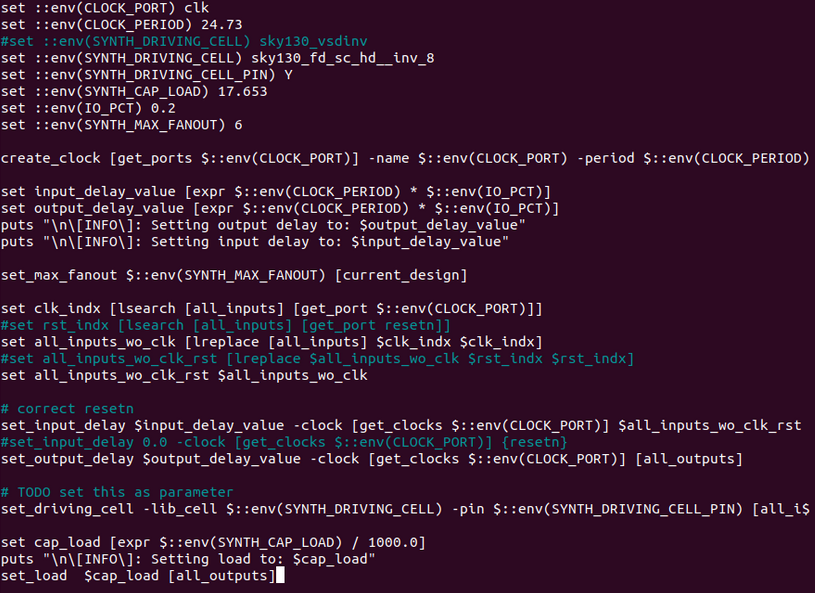 set ::env(CLOCK_PORT) clk
set ::env(CLOCK_PERIOD) 24.73
#set ::env(SYNTH_DRIVING_CELL) sky130_vsdinv
set ::env(SYNTH_DRIVING_CELL) sky130_fd_sc_hd__inv_8
set ::env(SYNTH_DRIVING_CELL_PIN) Y
set ::env(SYNTH_CAP_LOAD) 17.653
set ::env(IO_PCT) 0.2
set ::env(SYNTH_MAX_FANOUT) 6
create_clock [get_ports $::env(CLOCK_PORT)] -name $::env(CLOCK_PORT) -period $::env(CLOCK_PERIOD)
set input_delay_value [expr $::env(CLOCK_PERIOD) * $::env(IO_PCT)]
set output_delay_value [expr $::env(CLOCK_PERIOD) * $::env(IO_PCT)]
puts "\n\[INFO\]: Setting output delay to: $output_delay_value"
puts "\n\[INFO\]: Setting input delay to: $input_delay_value"
set_max_fanout $::env(SYNTH_MAX_FANOUT) [current_design]
set clk_indx [lsearch [all_inputs] [get_port $::env(CLOCK_PORT)]]
#set rst_indx [lsearch [all_inputs] [get_port resetn]]
set all_inputs_wo_clk [lreplace [all_inputs] $clk_indx $clk_indx]
#set all_inputs_wo_clk_rst [lreplace $all_inputs_wo_clk $rst_indx $rst_indx]
set all_inputs_wo_clk_rst $all_inputs_wo_clk
# correct resetn
set_input_delay $input_delay_value -clock [get_clocks $::env(CLOCK_PORT)] $all_inputs_wo_clk_rst
#set_input_delay 0.0 -clock [get_clocks $::env(CLOCK_PORT)] {resetn}
set_output_delay $output_delay_value -clock [get_clocks $::env(CLOCK_PORT)] [all_outputs]
# TODO set this as parameter
set_driving_cell -lib_cell $::env(SYNTH_DRIVING_CELL) -pin $::env(SYNTH_DRIVING_CELL_PIN) [all_i$
set cap_load [expr $::env(SYNTH_CAP_LOAD) / 1000.0]
puts "\n\[INFO\]: Setting load to: $cap_load"
set_load  $cap_load [all_outputs]